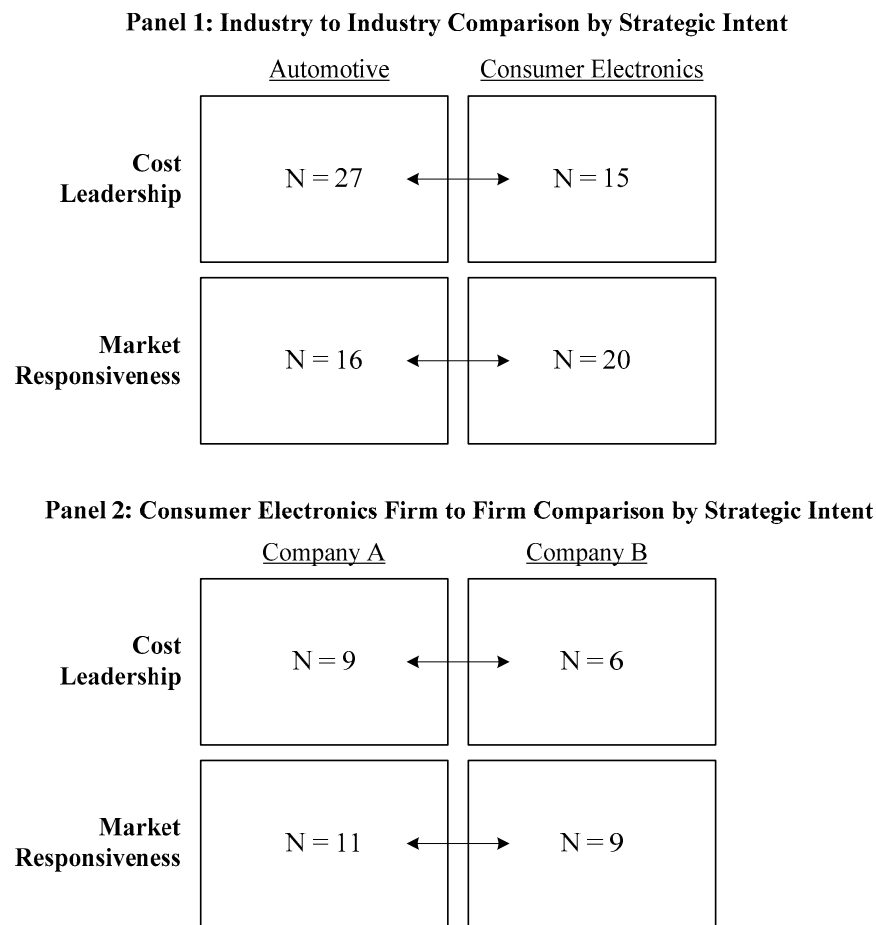 Panel 1: Industry to Industry Comparison by Strategic Intent
Automotive Consumer Electronics
Cost
Leadership
N = 27 N = 15
Market
Responsiveness
N = 16 N = 20
Panel 2: Consumer Electronics Firm to Firm Comparison by Strategic Intent
Company A Company B
Cost
Leadership
N = 9 N = 6
Market
Responsiveness
N = 11 N = 9